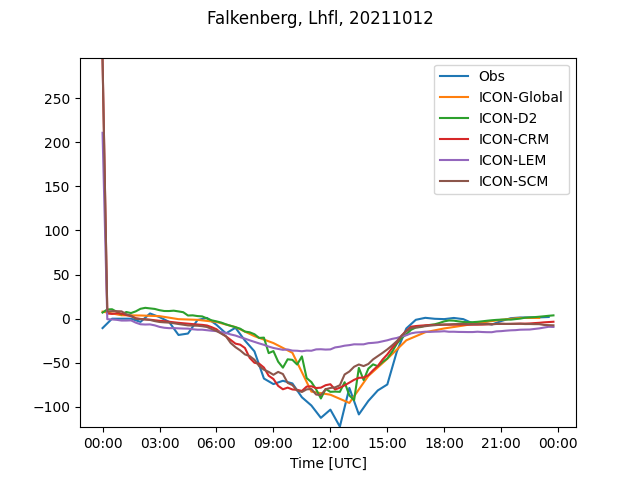 Falkenberg, Lhfl, 20211012
Obs
ICON-Global
ICON-D2
ICON-CRM
ICON-LEM
ICON-SCM
250
200
150
100
50
0
−50
−100
00:00 03:00 06:00 09:00 12:00 15:00 18:00 21:00 00:00
Time [UTC]